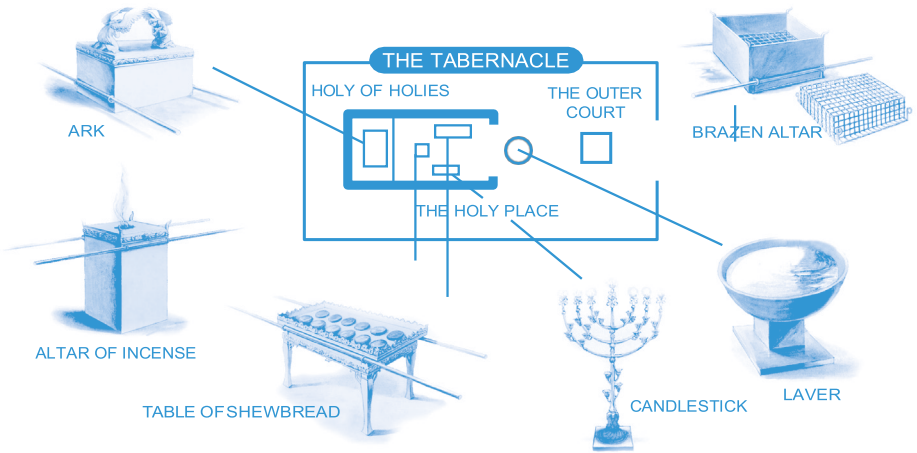 THE TABERNACLE
HOLY OF HOLIES
THE OUTER
COURT
ARK
BRAZEN ALTAR
THE HOLY PLACE
ALTAR OF INCENSE
TABLE OF SHEWBREAD
CANDLESTICK
LAVER